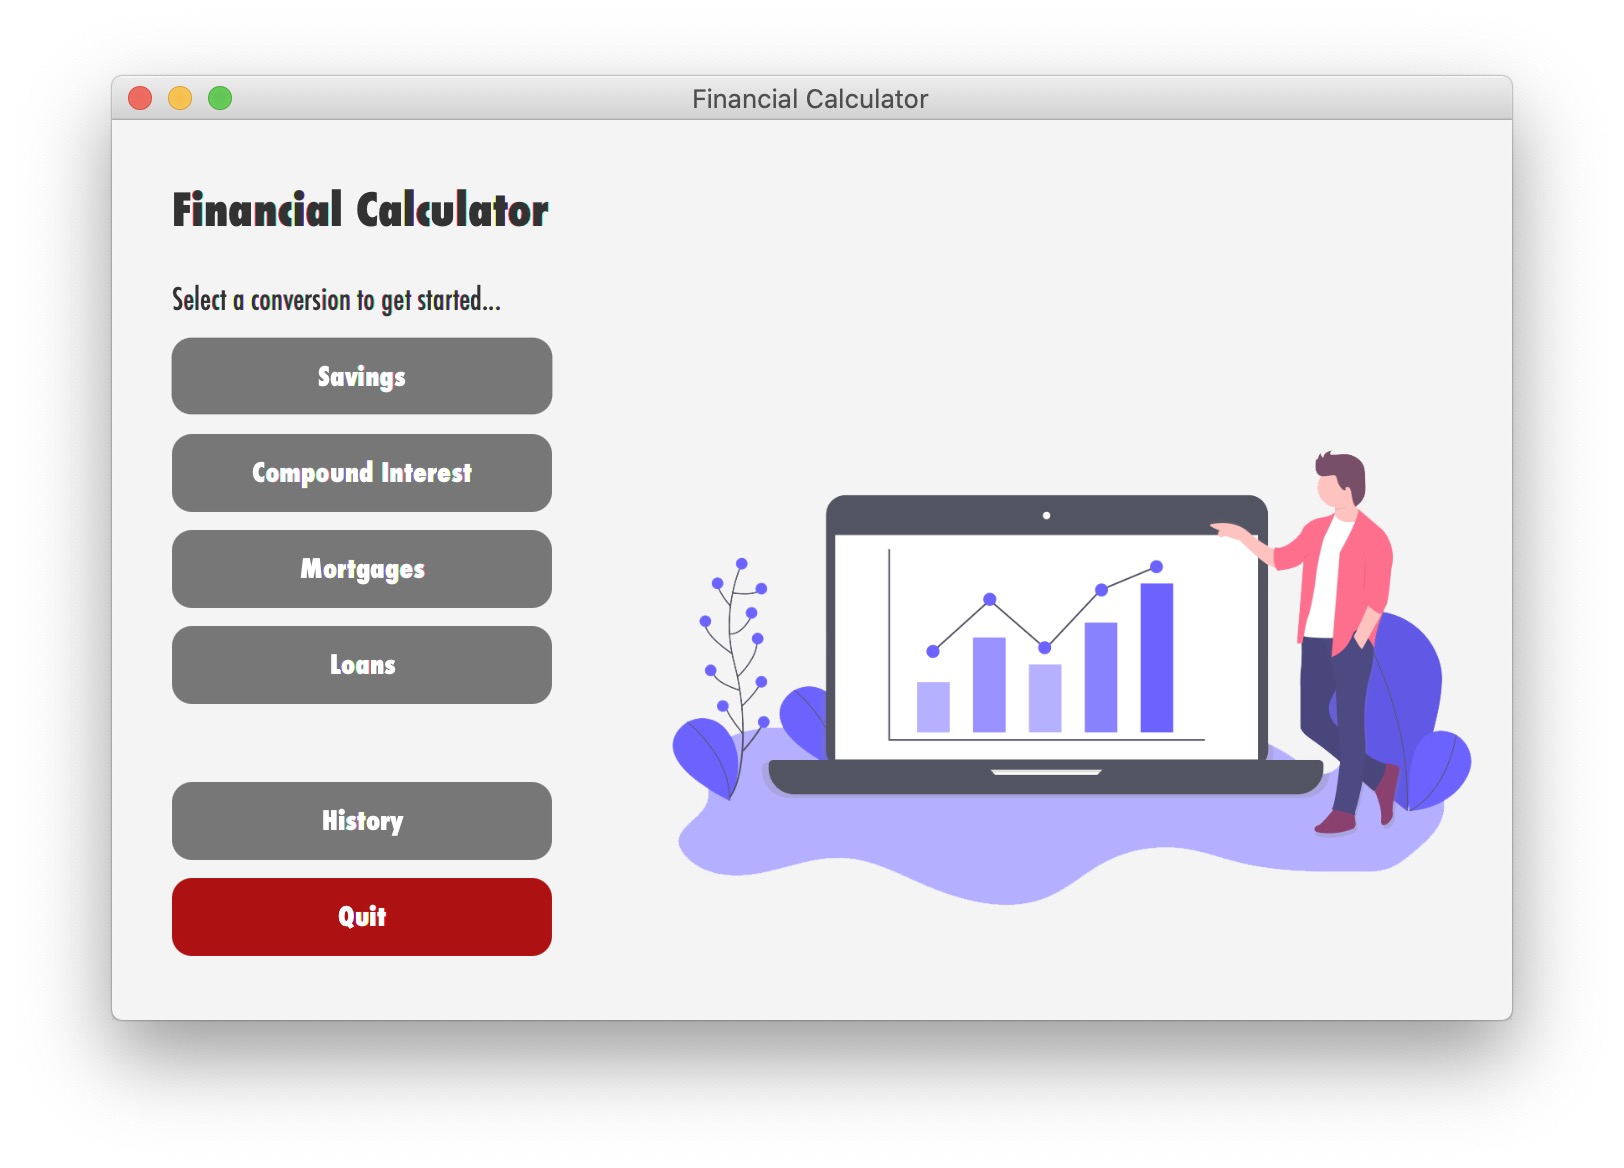 Financial Calculator
Financial Calculator
Select a conversion to get started...
Savings
Compound Interest
Mortgages
Loans
History
Quit